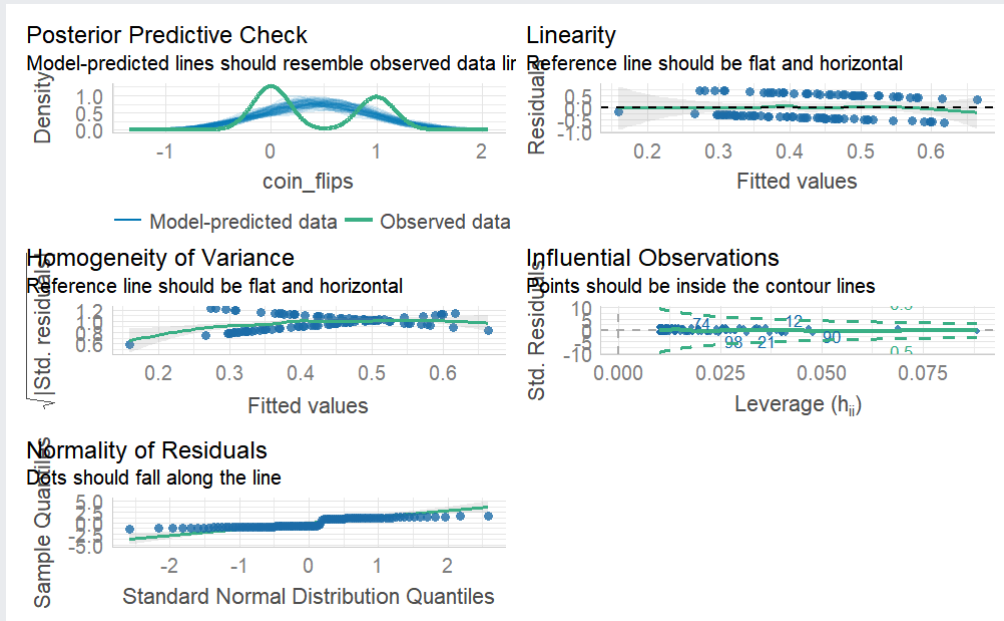 Posterior Predictive Check
Model-predicted lines should resemble observed data lir
Density
1.0
0.5
0.0
-1 0 1 2
coin_flips
Model-predicted data Observed data
Linearity
Reference line should be flat and horizontal
Residuals
0.5
-1.0
0.2 0.3 0.4 0.5 0.6
Fitted values
Homogeneity of Variance
Reference line should be flat and horizontal
√|Std. residuals|
1.2
0.6
0.2 0.3 0.4 0.5 0.6
Fitted values
Influential Observations
Points should be inside the contour lines
Std. Residuals
10
5
0
-5
-10
0.5
74 12
98 21 90
0.5
0.000 0.025 0.050 0.075
Leverage (hii)
Normality of Residuals
Dots should fall along the line
Sample Quantiles
5.0
2.5
0.0
-2.5
-5.0
-2 -1 0 1 2
Standard Normal Distribution Quantiles